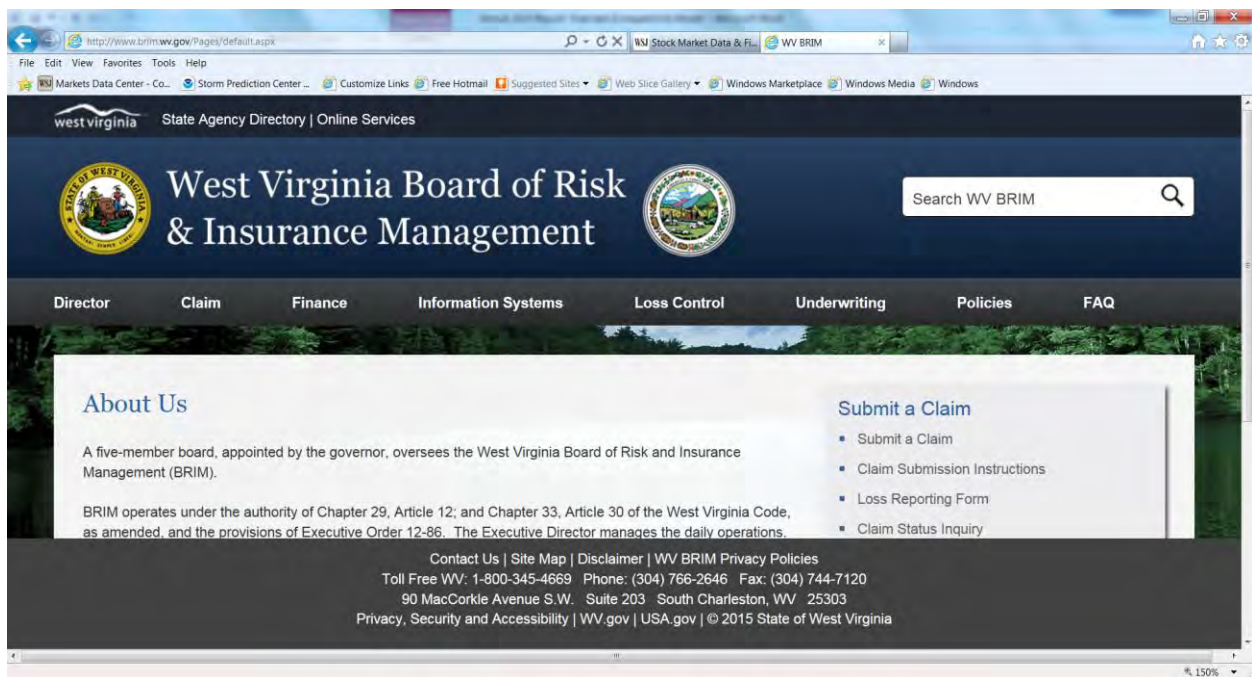 http://www.brim.wv.gov/Pages/default.aspx
WSJ Stock Market Data & Fi...
WV BRIM
File Edit View Favorites Tools Help
WSJ Markets Data Center - Co... Storm Prediction Center ... Customize Links Free Hotmail Suggested Sites Web Slice Gallery Windows Marketplace Windows Media Windows
westvirginia State Agency Directory | Online Services
STATE OF WEST VIRGINIA
MONTANI SEMPER LIBERI
West Virginia Board of Risk
& Insurance Management
Search WV BRIM
Director Claim Finance Information Systems Loss Control Underwriting Policies FAQ
About Us
A five-member board, appointed by the governor, oversees the West Virginia Board of Risk and Insurance
Management (BRIM).
BRIM operates under the authority of Chapter 29, Article 12; and Chapter 33, Article 30 of the West Virginia Code,
as amended, and the provisions of Executive Order 12-86. The Executive Director manages the daily operations.
Submit a Claim
Submit a Claim
Claim Submission Instructions
Loss Reporting Form
Claim Status Inquiry
Contact Us | Site Map | Disclaimer | WV BRIM Privacy Policies
Toll Free WV: 1-800-345-4669 Phone: (304) 766-2646 Fax: (304) 744-7120
90 MacCorkle Avenue S.W. Suite 203 South Charleston, WV 25303
Privacy, Security and Accessibility | WV.gov | USA.gov | © 2015 State of West Virginia
150%